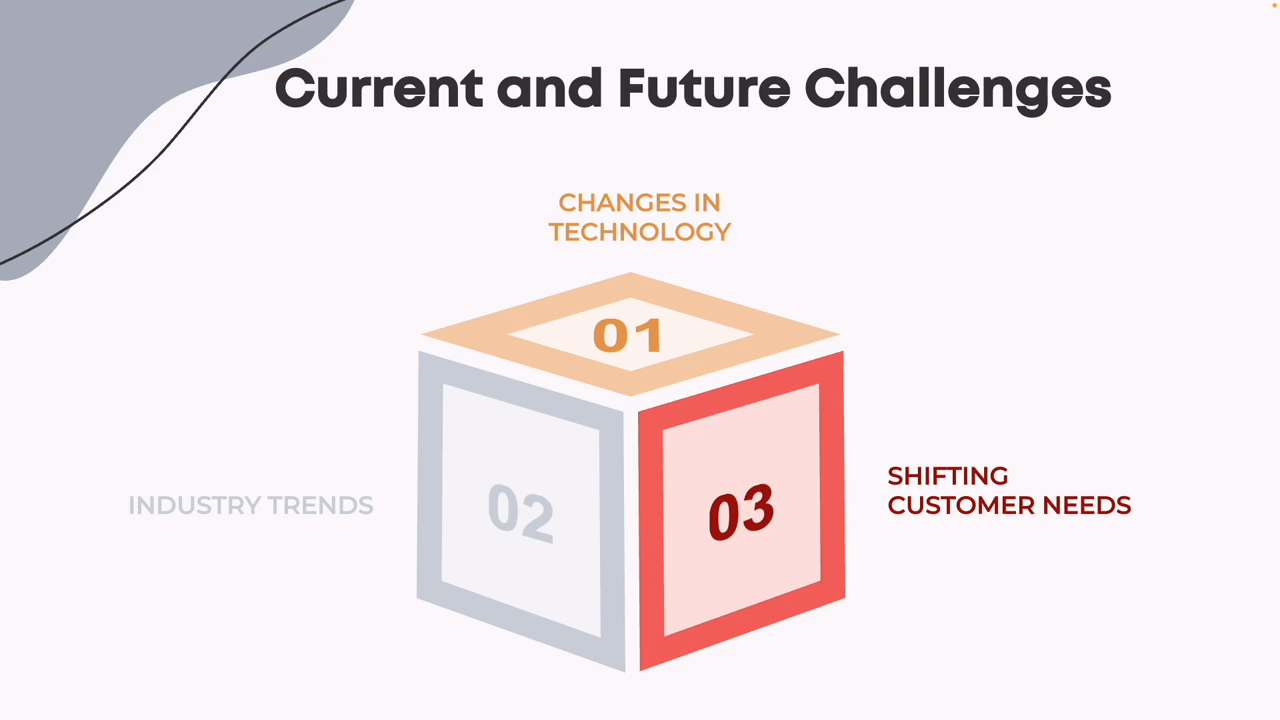 Current and Future Challenges
CHANGES IN
TECHNOLOGY
01
INDUSTRY TRENDS
02
03
SHIFTING
CUSTOMER NEEDS